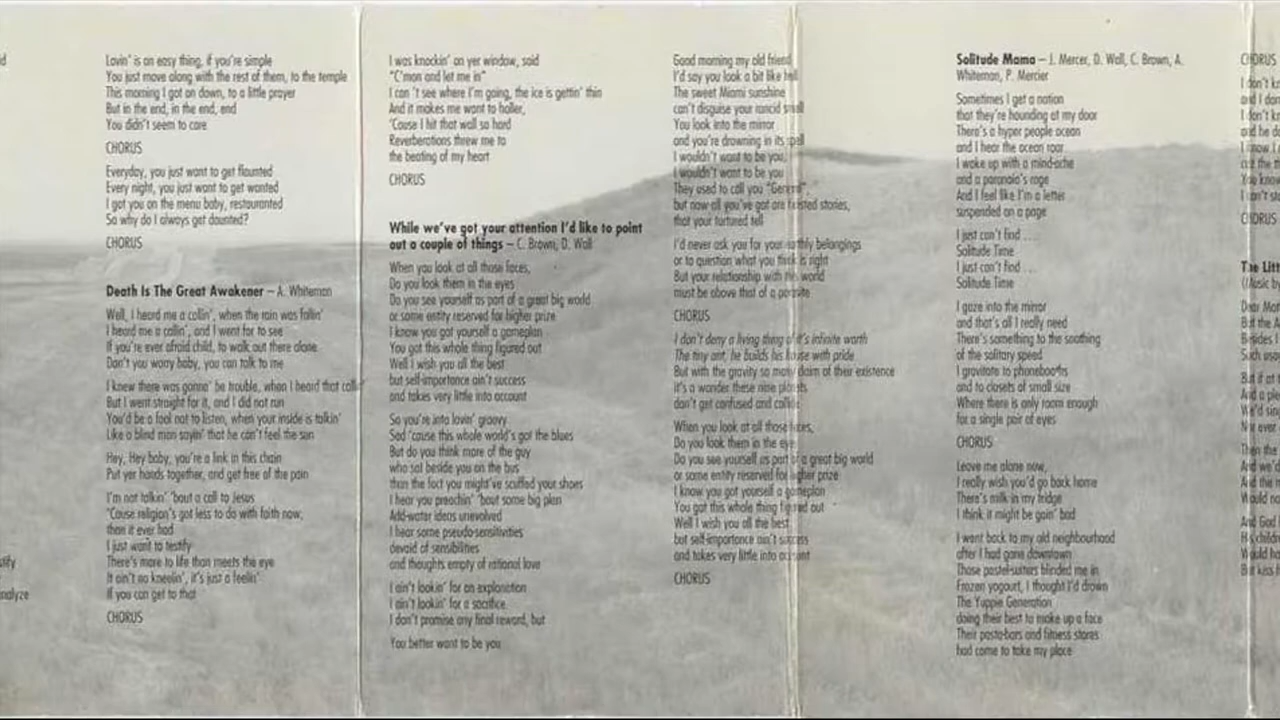 Lovin' is an easy thing, if you're simple
You just move along with the rest of them, to the temple
This morning I got on down, to a little prayer
But in the end, in the end, end
You didn't seem to care
CHORUS
Everyday, you just want to get flaunted
Every night, you just want to get wanted
I got you on the menu baby, restauranted
So why do I always get daunted?
CHORUS
Death Is The Great Awakener – A. Whiteman
Well, I heard me a callin', when the rain was fallin'
I heard me a callin', and I went far to see
If you're ever afraid child, to walk out there alone
Don't you worry baby, you can talk to me
I knew there was gonna' be trouble, when I heard that
But I went straight for it, and I did not run
You'd be a fool not to listen, when your inside is talkin'
Like a blind man sayin' that he can't feel the sun
Hey, Hey baby, you're a link in this chain
Put yer hands together, and get free of the pain
I'm not talkin' 'bout a call to Jesus
'Cause religion's got less to do with faith now,
than it ever had
I just want to testify
There's more to life than meets the eye
It ain't no kneelin', it's just a feelin'
If you can get to that
CHORUS
I was knockin' on yer window, said
"C'mon and let me in"
I can 't see where I'm going, the ice is gettin' thin
And it makes me want to holler,
'Cause I hit that wall so hard
Reverberations threw me to
the beating of my heart
CHORUS
While we've got your attention I'd like to point
out a couple of things – C. Brown, D. Wall
When you look at all those faces,
Do you look them in the eyes
Do you see yourself as part of a great big world
or some entity reserved for higher prize
I know you got yourself a gameplan
You got this whole thing figured out
Well I wish you all the best
but self-importance ain't success
and takes very little into account
So you're into lovin' groovy
Sad 'cause this whole world's got the blues
But do you think more of the guy
who sat beside you on the bus
than the fact you might've scuffed your shoes
I hear you preachin' 'bout some big plan
Add-water ideas unevolved
I hear some pseudo-sensitivities
devoid of sensibilities
and thoughts empty of rational love
I ain't lookin' for an explanation
I ain't lookin' for a sacrifice
I don't promise any final reward, but
You better want to be you
Good morning my old friend
I'd say you look a bit like hell
The sweet Miami sunshine
can't disguise your rancid smell
You look into the mirror
and you're drowning in its spell
I wouldn't want to be you,
I wouldn't want to be you
They used to call you "General",
but now all you've got are twisted stories,
that your tortured tell
I'd never ask you for your earthly belongings
or to question what you think is right
But your relationship with this world
must be above that of a parasite
CHORUS
I don't deny a living thing of it's infinite worth
The tiny ant, he builds his house with pride
But with the gravity so many claim of their existence
it's a wonder these nine planets
don't get confused and collide
When you look at all those faces,
Do you look them in the eye
Do you see yourself as part of a great big world
or some entity reserved for higher prize
I know you got yourself a gameplan
You got this whole thing figured out
Well I wish you all the best
but self-importance ain't success
and takes very little into account
CHORUS
Solitude Mama – J. Mercer, D. Wall, C. Brown, A.
Whiteman, P. Mercier
Sometimes I get a notion
that they're hounding at my door
There's a hyper people ocean
and I hear the ocean roar
I wake up with a mind-ache
and a paranoia's rage
And I feel like I'm a letter
suspended on a page
I just can't find ...
Solitude Time
I just can't find ...
Solitude Time
I gaze into the mirror
and that's all I really need
There's something to the soothing
of the solitary speed
I gravitate to phonebooths
and to closets of small size
Where there is only room enough
for a single pair of eyes
CHORUS
Leave me alone now,
I really wish you'd go back home
There's milk in my fridge
I think it might be goin' bad
I went back to my old neighbourhood
after I had gone downtown
Those pastel-suiters blinded me in
Frozen yogourt, I thought I'd drown
The Yuppie Generation
doing their best to make up a face
Their pasta-bars and fitness stores
had come to take my place
CHORUS
I don't
CHORUS